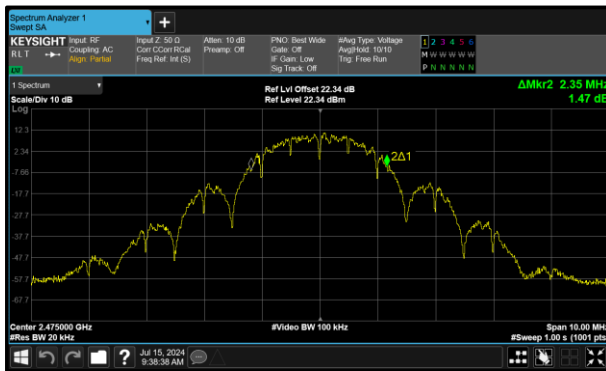 Spectrum Analyzer 1
Swept SA
KEYSIGHT Input: RF Input Z: 50 Ω Atten: 10 dB PNO: Best Wide #Avg Type: Voltage 1 2 3 4 5 6
RLT Coupling: AC Corr CCorr RCal Preamp: Off Gate: Off Avg|Hold: 10/10 M W W W W W
Align: Partial Freq Ref: Int (S) IF Gain: Low Trig: Free Run
Sig Track: Off P N N N N N
1 Spectrum Ref Lvl Offset 22.34 dB ΔMkr2 2.35 MHz
Scale/Div 10 dB Ref Level 22.34 dBm 1.47 dB
Log
12.3
2.34
2Δ1
-7.66
-17.7
-27.7
-37.7
-47.7
-57.7
-67.7
Center 2.475000 GHz #Video BW 100 kHz Span 10.00 MHz
#Res BW 20 kHz #Sweep 1.00 s (1001 pts)
Jul 15, 2024
9:38:38 AM